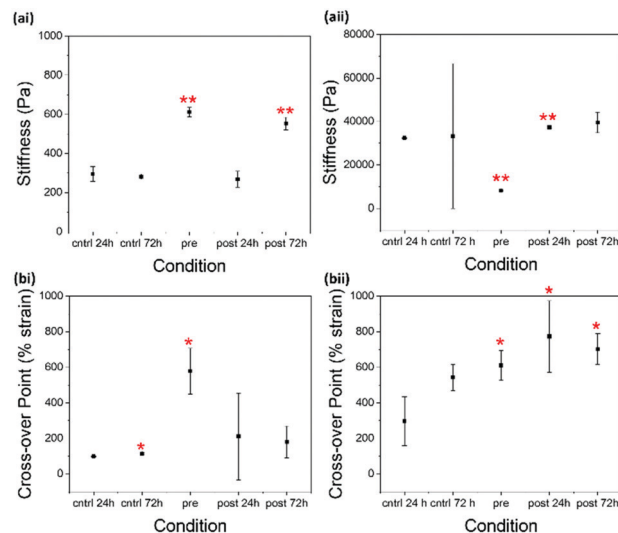 (ai)
1000
800
600
400
200
0
Stiffness (Pa)
**
**
cntrl 24h cntrl 72h pre post 24h post 72h
Condition
(aii)
80000
60000
40000
20000
0
Stiffness (Pa)
**
**
cntrl 24 h cntrl 72 h pre post 24h post 72h
Condition
(bi)
1000
800
600
400
200
0
Cross-over Point (% strain)
*
*
cntrl 24h cntrl 72h pre post 24h post 72h
Condition
(bii)
1000
800
600
400
200
0
Cross-over Point (% strain)
*
*
*
cntrl 24 h cntrl 72 h pre post 24h post 72h
Condition